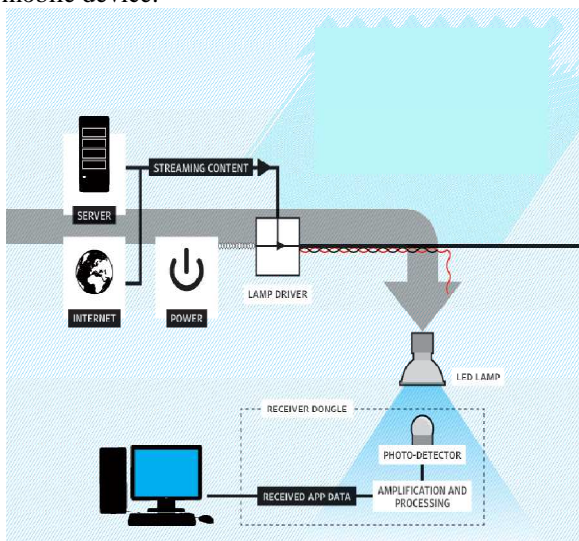 mobile device.
STREAMING CONTENT
SERVER
INTERNET
POWER
LAMP DRIVER
LED LAMP
RECEIVER DONGLE
PHOTO-DETECTOR
RECEIVED APP DATA
AMPLIFICATION AND
PROCESSING